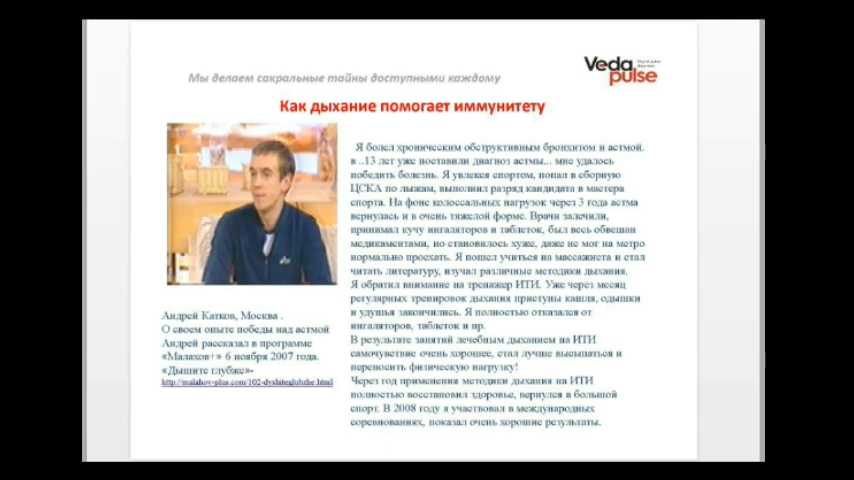 Мы делаем сакральные тайны доступными каждому
Veda
pulse
Как дыхание помогает иммунитету
Я болел хроническим обструктивным бронхитом и астмой.
в ..13 лет уже поставили диагноз астмы... мне удалось
победить болезнь. Я увлекся спортом, попал в сборную
ЦСКА по лыжам, выполнил разряд кандидата в мастера
спорта. На фоне колоссальных нагрузок через 3 года астма
вернулась и в очень тяжелой форме. Врачи залечили,
принимал кучу ингаляторов и таблеток, был весь обвешан
медикаментами, но становилось хуже, даже не мог на метро
нормально проехать. Я пошел учиться на массажиста и стал
читать литературу, изучал различные методики дыхания.
Я обратил внимание на тренажер ИТИ. Уже через месяц
регулярных тренировок дыхания приступы кашля, одышки
и удушья закончились. Я полностью отказался от
ингаляторов, таблеток и пр.
В результате занятий лечебным дыханием на ИТИ
самочувствие очень хорошее, стал лучше высыпаться и
переносить физическую нагрузку!
Через год применения методики дыхания на ИТИ
полностью восстановил здоровье, вернулся в большой
спорт. В 2008 году я участвовал в международных
соревнованиях, показал очень хорошие результаты.
Андрей Катков, Москва .
О своем опыте победы над астмой
Андрей рассказал в программе
«Малахов+» 6 ноября 2007 года.
«Дышите глубже»-
http://malahov-plus.com/102-dyshiteglubzhe.html